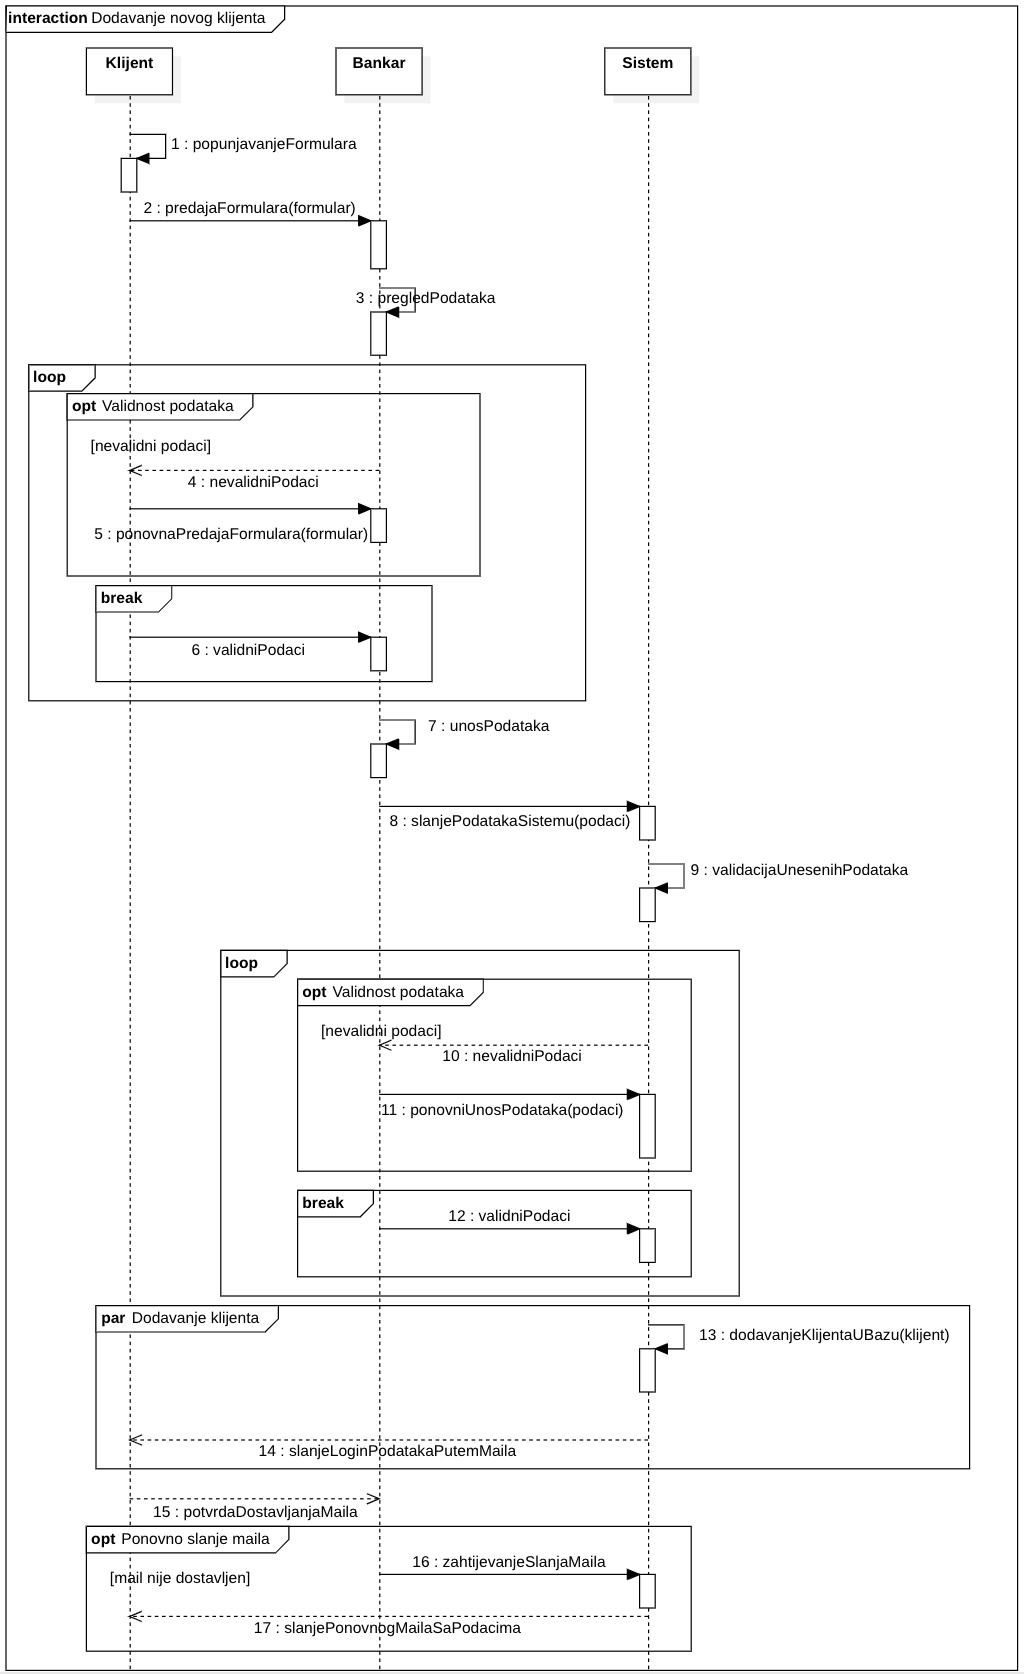 interaction Dodavanje novog klijenta
Klijent
Bankar
Sistem
1 : popunjavanjeFormulara
2 : predajaFormulara(formular)
3 : pregledPodataka
loop
opt Validnost podataka
[nevalidni podaci]
4 : nevalidniPodaci
5 : ponovnaPredajaFormulara(formular)
break
6 : validniPodaci
7 : unosPodataka
8 : slanjePodatakaSistemu(podaci)
9 : validacijaUnesenihPodataka
loop
opt Validnost podataka
[nevalidni podaci]
10 : nevalidniPodaci
11 : ponovniUnosPodataka(podaci)
break
12 : validniPodaci
par Dodavanje klijenta
13 : dodavanjeKlijentaUBazu(klijent)
14 : slanjeLoginPodatakaPutemMaila
15 : potvrdaDostavljanjaMaila
opt Ponovno slanje maila
16 : zahtijevanjeSlanjaMaila
[mail nije dostavljen]
17 : slanjePonovnogMailaSaPodacima